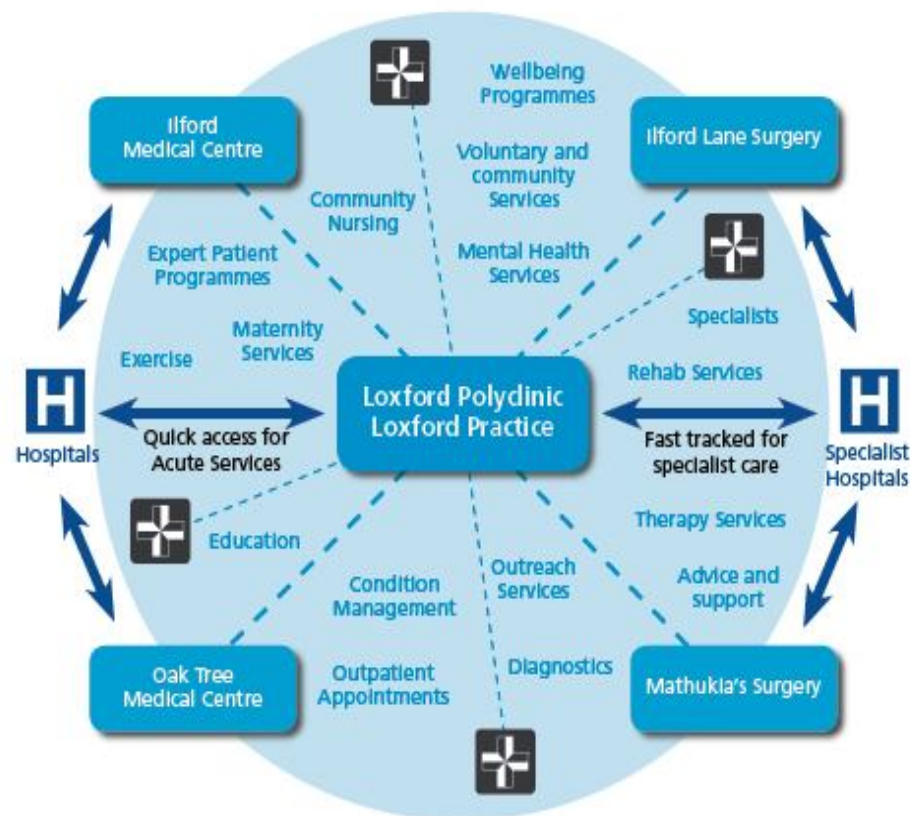 Wellbeing
Programmes
Ilford
Medical Centre
Ilford Lane Surgery
Voluntary and
community
Services
Community
Nursing
Expert Patient
Programmes
Mental Health
Services
Maternity
Services
Specialists
Exercise
Rehab Services
Loxford Polyclinic
Loxford Practice
H
Hospitals
Quick access for
Acute Services
Fast tracked for
specialist care
H
Specialist
Hospitals
Education
Therapy Services
Condition
Management
Outreach
Services
Advice and
support
Oak Tree
Medical Centre
Outpatient
Appointments
Diagnostics
Mathukia's Surgery